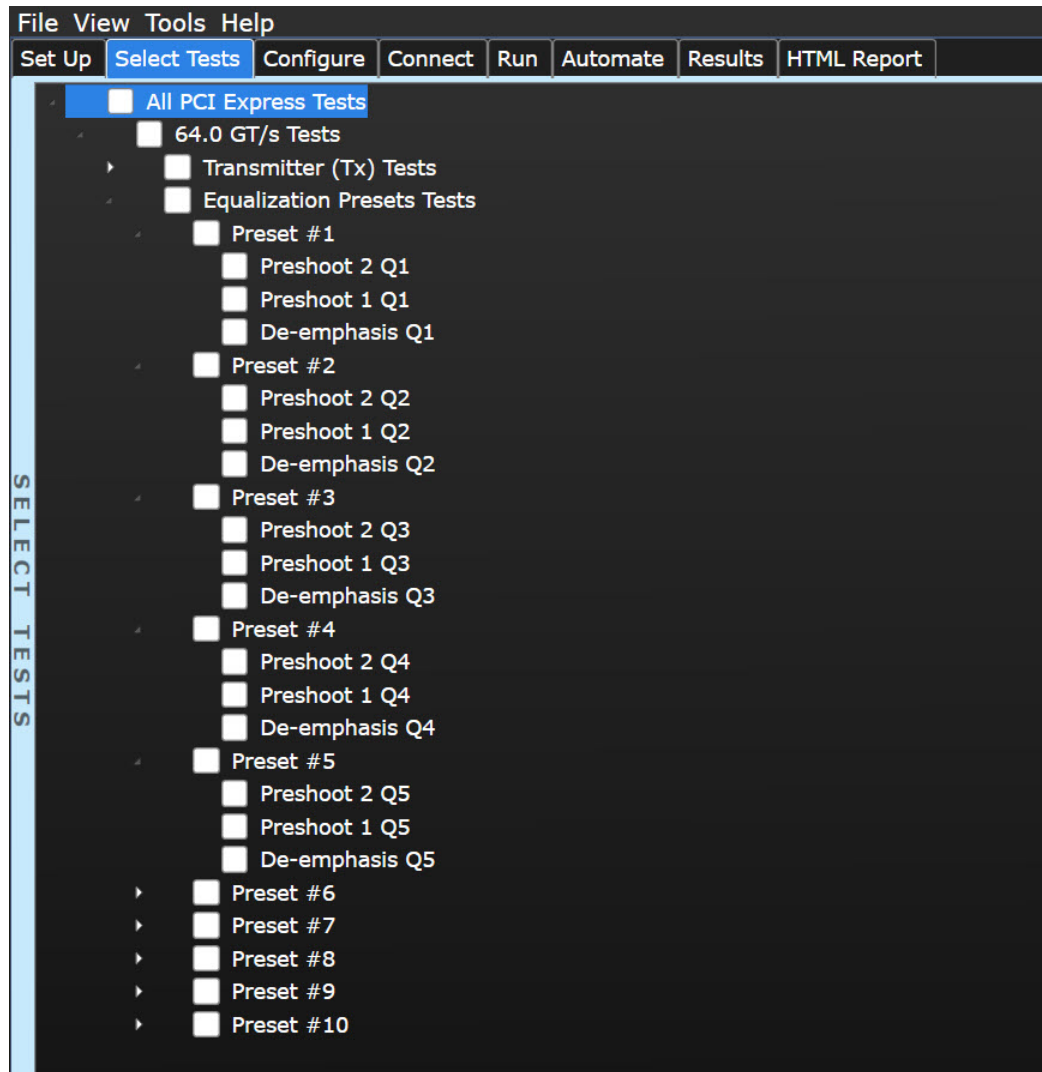 File View Tools Help
Set Up Select Tests Configure Connect Run Automate Results HTML Report
SELECT TESTS
All PCI Express Tests
64.0 GT/s Tests
Transmitter (Tx) Tests
Equalization Presets Tests
Preset #1
Preshoot 2 Q1
Preshoot 1 Q1
De-emphasis Q1
Preset #2
Preshoot 2 Q2
Preshoot 1 Q2
De-emphasis Q2
Preset #3
Preshoot 2 Q3
Preshoot 1 Q3
De-emphasis Q3
Preset #4
Preshoot 2 Q4
Preshoot 1 Q4
De-emphasis Q4
Preset #5
Preshoot 2 Q5
Preshoot 1 Q5
De-emphasis Q5
Preset #6
Preset #7
Preset #8
Preset #9
Preset #10